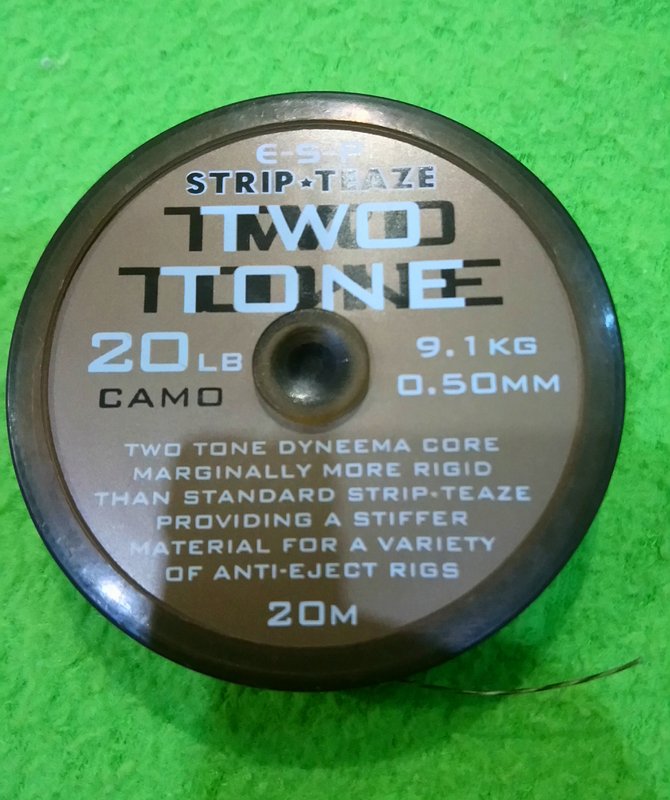 E-S-P
STRIP★TEAZE
TWO
TONE
20LB
CAMO
9.1KG
0.50MM
TWO TONE DYNEEMA CORE
MARGINALLY MORE RIGID
THAN STANDARD STRIP-TEAZE
PROVIDING A STIFFER
MATERIAL FOR A VARIETY
OF ANTI-EJECT RIGS
20M